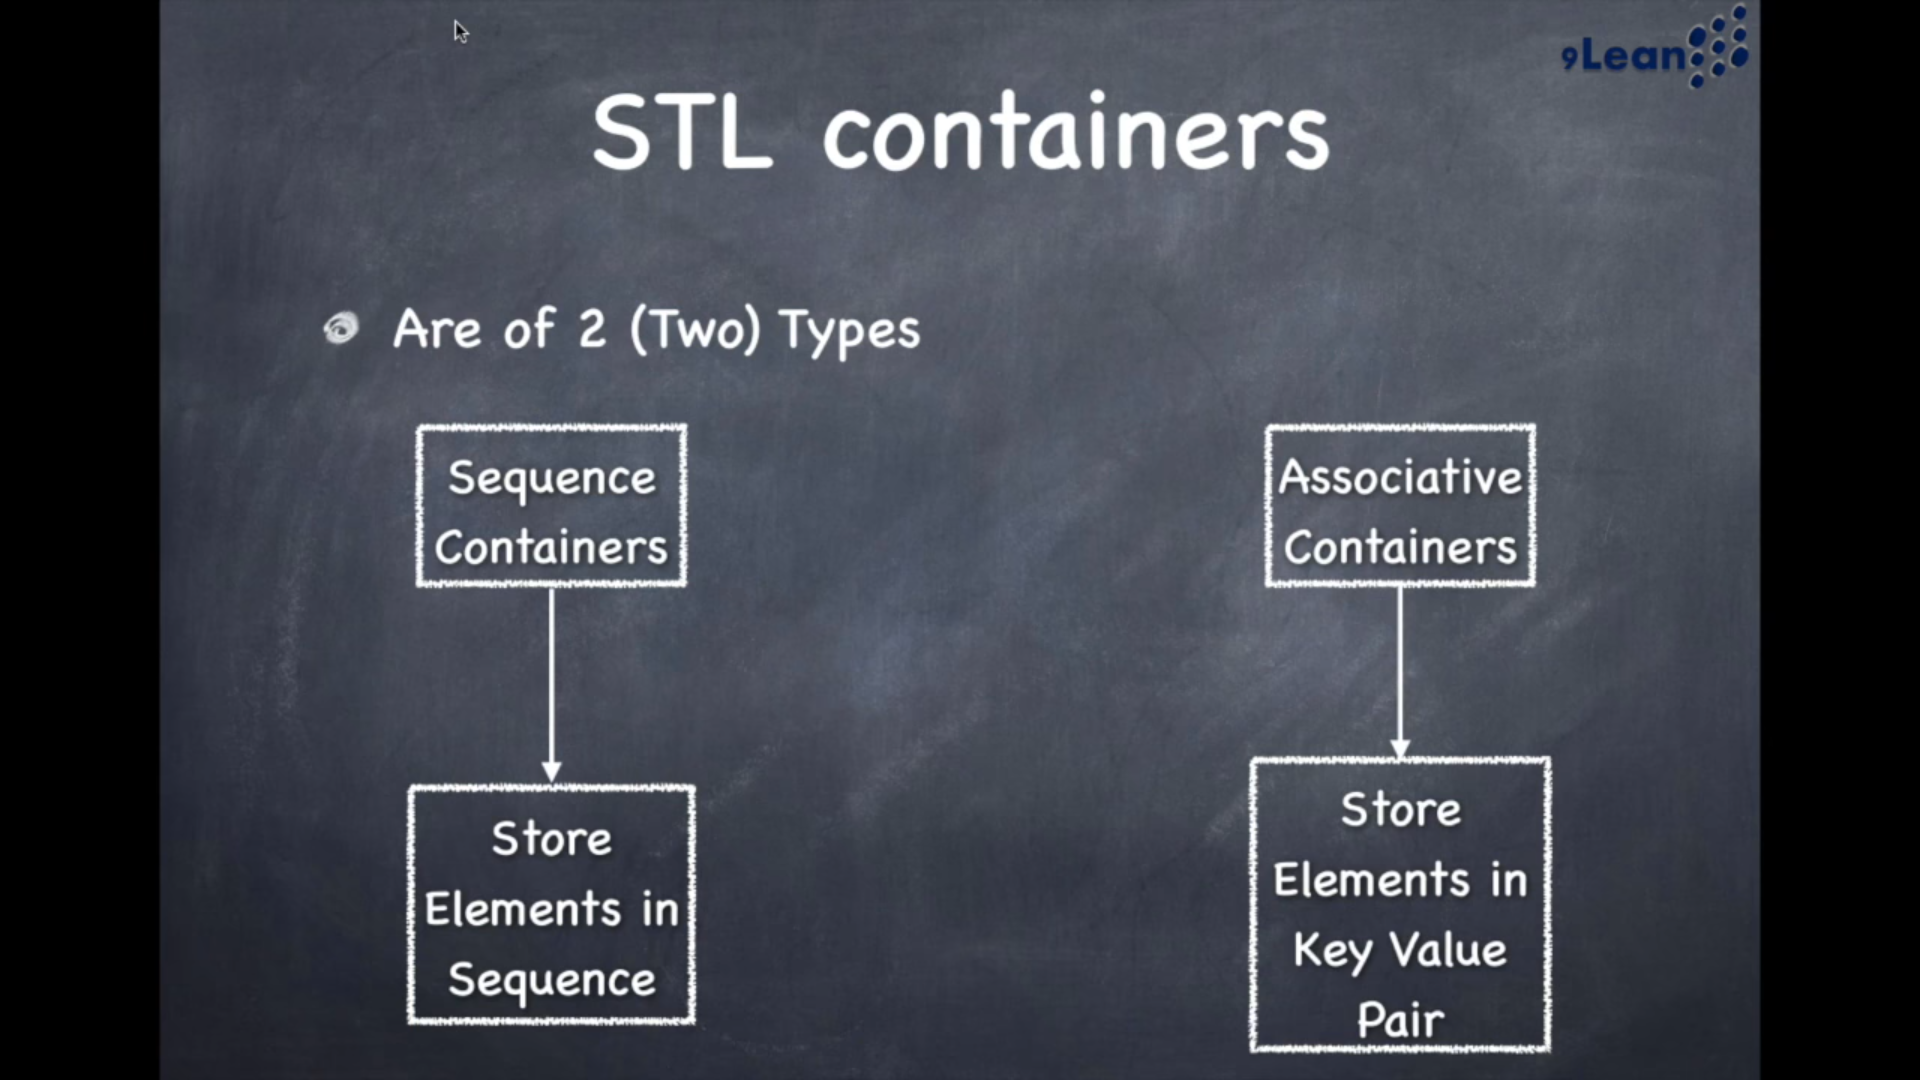 9Lean
STL containers
Are of 2 (Two) Types
Sequence
Containers
Associative
Containers
Store
Elements in
Sequence
Store
Elements in
Key Value
Pair